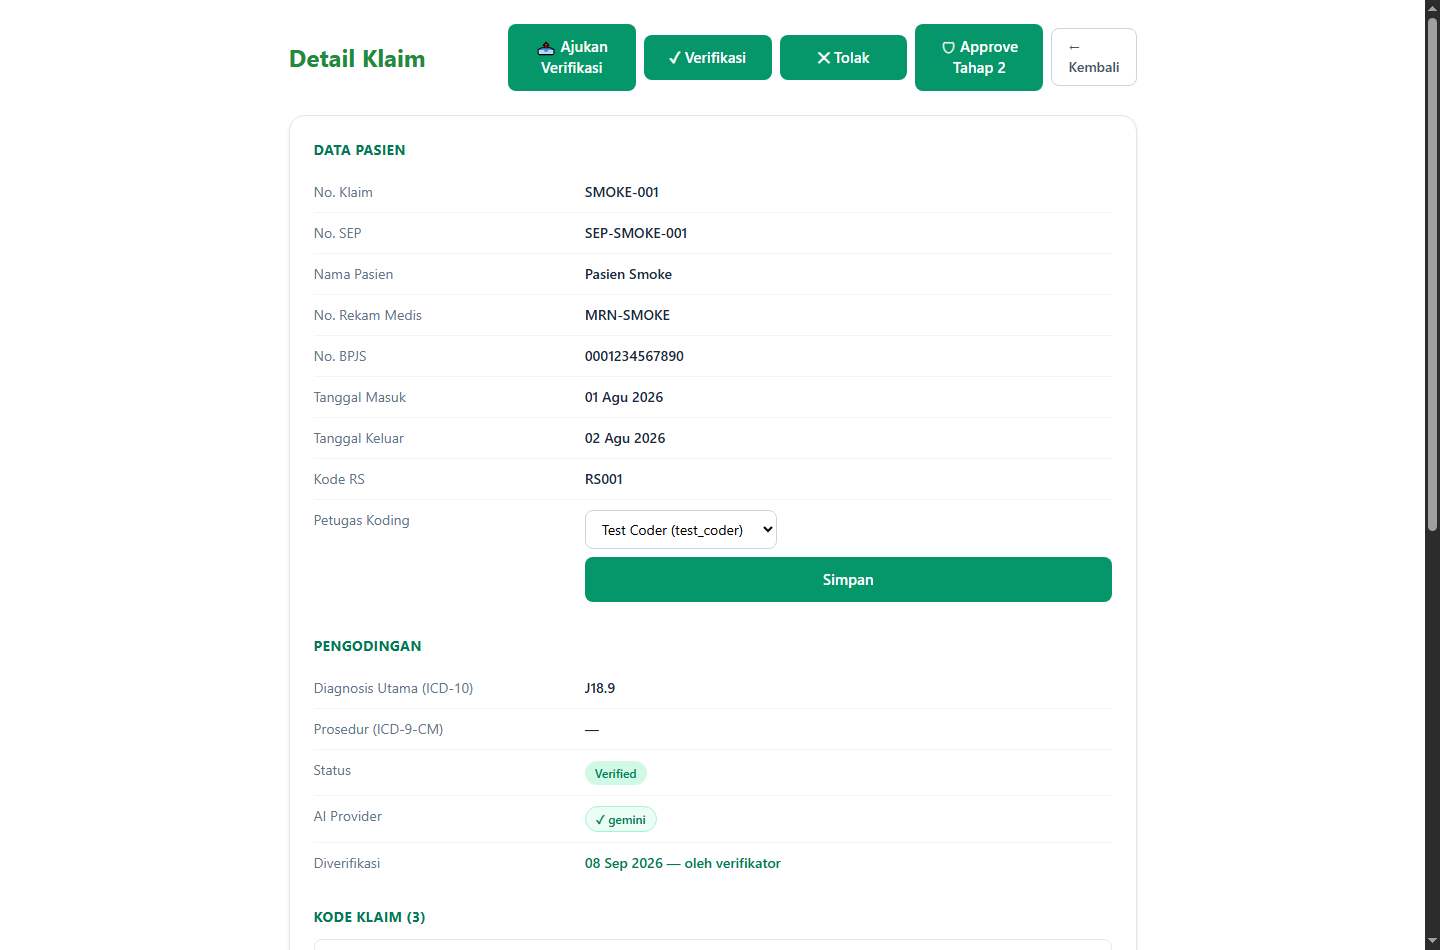 Detail Klaim
📤 Ajukan
Verifikasi
✓ Verifikasi
✕ Tolak
🛡 Approve
Tahap 2
←
Kembali
DATA PASIEN
No. Klaim SMOKE-001
No. SEP SEP-SMOKE-001
Nama Pasien Pasien Smoke
No. Rekam Medis MRN-SMOKE
No. BPJS 0001234567890
Tanggal Masuk 01 Agu 2026
Tanggal Keluar 02 Agu 2026
Kode RS RS001
Petugas Koding Test Coder (test_coder)
Simpan
PENGODINGAN
Diagnosis Utama (ICD-10) J18.9
Prosedur (ICD-9-CM) —
Status Verified
AI Provider ✓ gemini
Diverifikasi 08 Sep 2026 — oleh verifikator
KODE KLAIM (3)